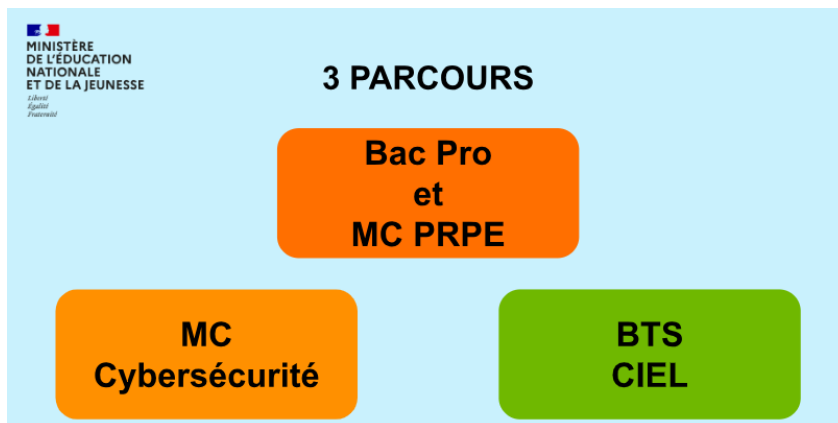 MINISTÈRE
DE L'ÉDUCATION
NATIONALE
ET DE LA JEUNESSE
Liberté
Égalité
Fraternité
3 PARCOURS
Bac Pro
et
MC PRPE
MC
Cybersécurité
BTS
CIEL